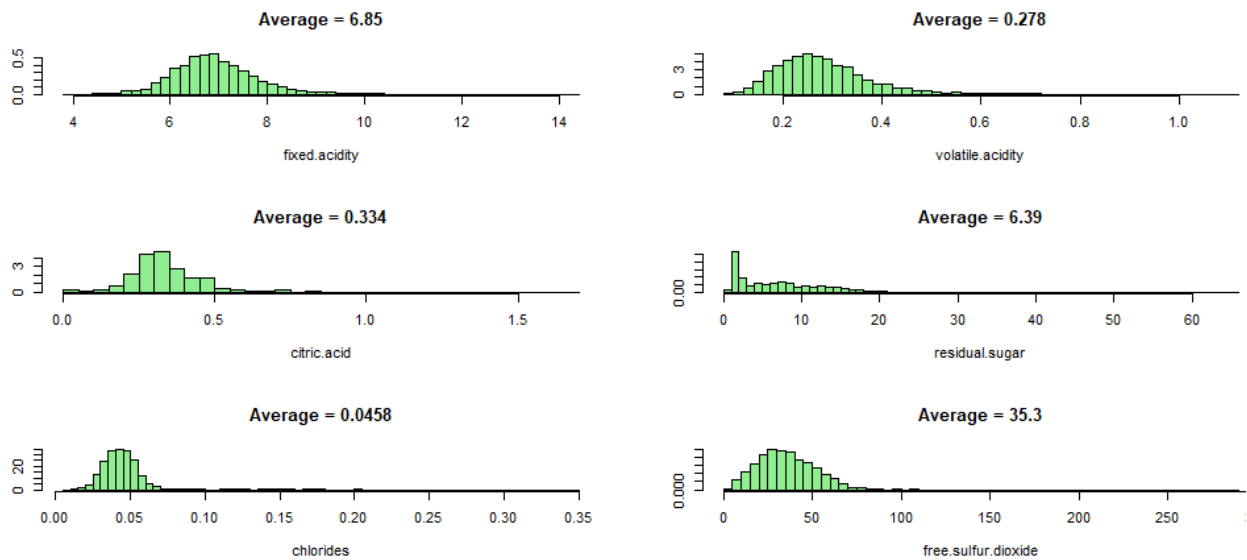 Average = 6.85
0.0 0.5
4 6 8 10 12 14
fixed.acidity
Average = 0.278
0 3
0.2 0.4 0.6 0.8 1.0
volatile.acidity
Average = 0.334
0 3
0.0 0.5 1.0 1.5
citric.acid
Average = 6.39
0.00
0 10 20 30 40 50 60
residual.sugar
Average = 0.0458
0 20
0.00 0.05 0.10 0.15 0.20 0.25 0.30 0.35
chlorides
Average = 35.3
0.000
0 50 100 150 200 250
free.sulfur.dioxide